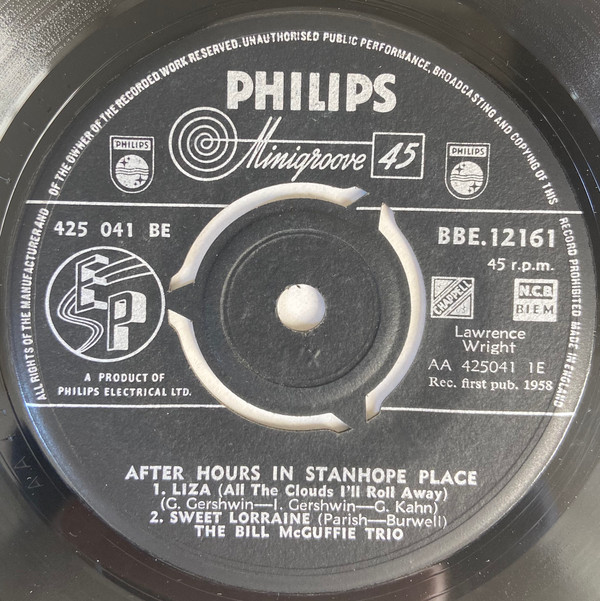 ALL RIGHTS OF THE MANUFACTURER AND OF THE OWNER OF THE RECORDED WORK RESERVED. UNAUTHORISED PUBLIC PERFORMANCE, BROADCASTING AND COPYING OF THIS RECORD PROHIBITED MADE IN ENGLAND
PHILIPS
Minigroove 45
PHILIPS
PHILIPS
425 041 BE
BBE.12161
45 r.p.m.
EP
CHAPPELL
N.C.B
BIEM
Lawrence
Wright
AA 425041 1E
Rec. first pub. 1958
A PRODUCT OF
PHILIPS ELECTRICAL LTD.
AFTER HOURS IN STANHOPE PLACE
1. LIZA (All The Clouds I'll Roll Away)
(G. Gershwin—I. Gershwin—G. Kahn)
2. SWEET LORRAINE (Parish—Burwell)
THE BILL McGUFFIE TRIO